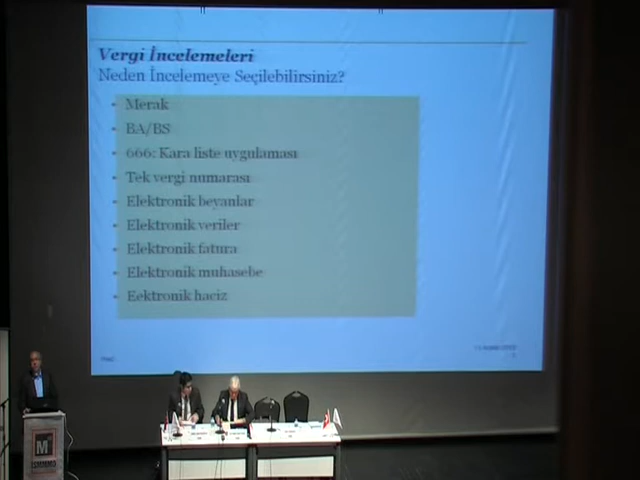 Vergi İncelemeleri
Neden İncelemeye Seçilebilirsiniz?
Merak
BA/BS
666: Kara liste uygulaması
Tek vergi numarası
Elektronik beyanlar
Elektronik veriler
Elektronik fatura
Elektronik muhasebe
Eektronik haciz
PwC
M